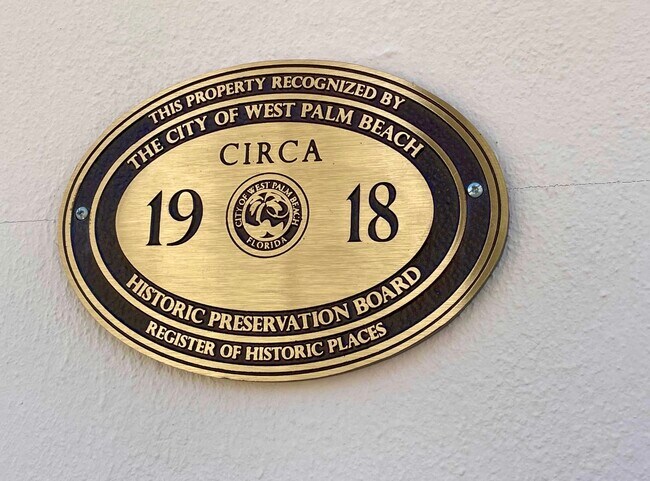 THIS PROPERTY RECOGNIZED BY
THE CITY OF WEST PALM BEACH
CIRCA
19 18
CITY OF WEST PALM BEACH
FLORIDA
HISTORIC PRESERVATION BOARD
REGISTER OF HISTORIC PLACES